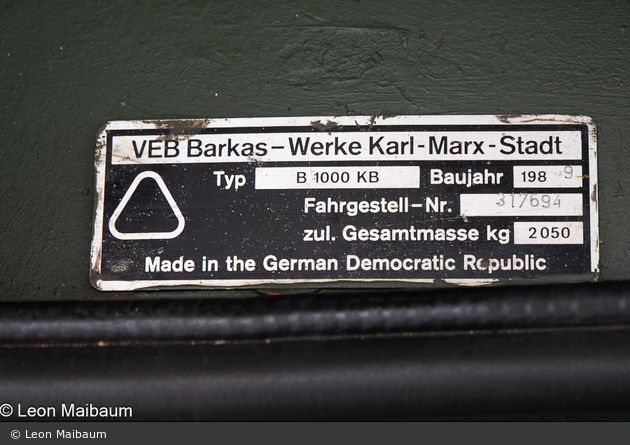 VEB Barkas-Werke Karl-Marx-Stadt
Typ B 1000 KB Baujahr 198 9
Fahrgestell-Nr. 317694
zul. Gesamtmasse kg 2050
Made in the German Democratic Republic
© Leon Maibaum
© Leon Maibaum